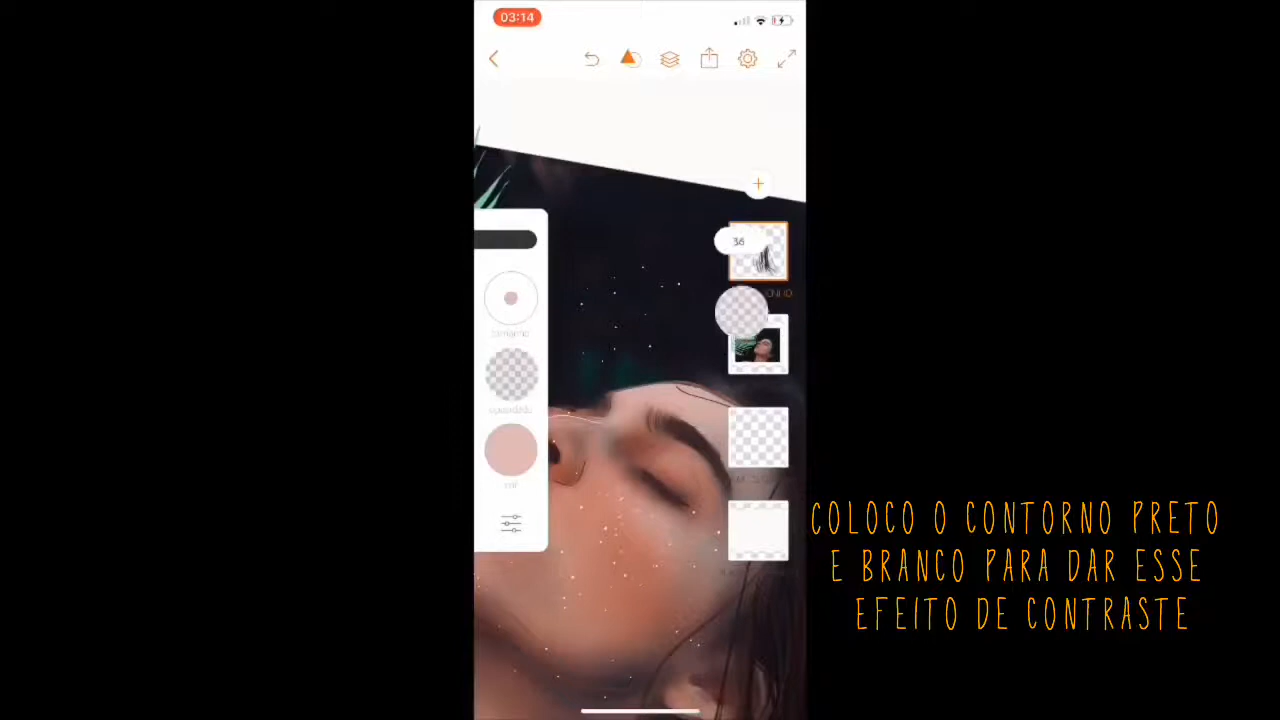 03:14
36
COLOCO O CONTORNO PRETO
E BRANCO PARA DAR ESSE
EFEITO DE CONTRASTE